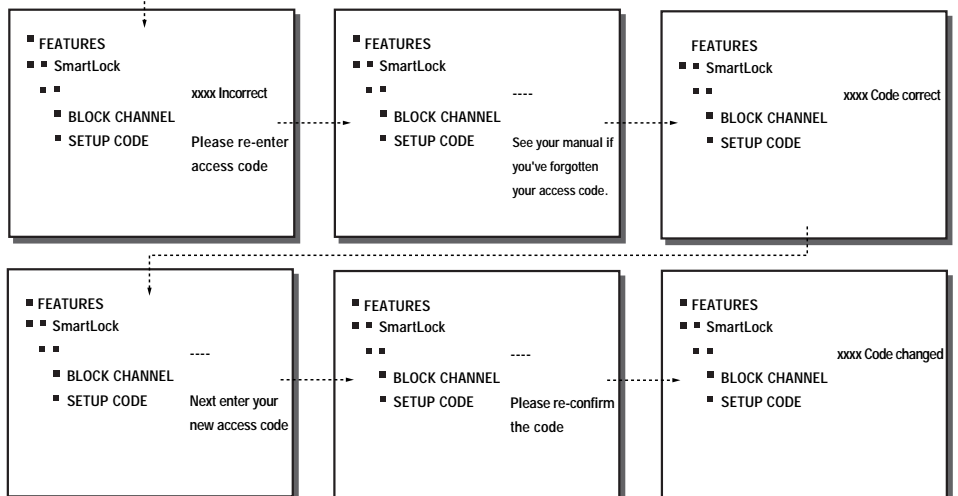 FEATURES
SmartLock
xxxx Incorrect
BLOCK CHANNEL
SETUP CODE
Please re-enter
access code
FEATURES
SmartLock
----
BLOCK CHANNEL
SETUP CODE
See your manual if
you've forgotten
your access code.
FEATURES
SmartLock
xxxx Code correct
BLOCK CHANNEL
SETUP CODE
FEATURES
SmartLock
----
BLOCK CHANNEL
SETUP CODE
Next enter your
new access code
FEATURES
SmartLock
----
BLOCK CHANNEL
SETUP CODE
Please re-confirm
the code
FEATURES
SmartLock
xxxx Code changed
BLOCK CHANNEL
SETUP CODE